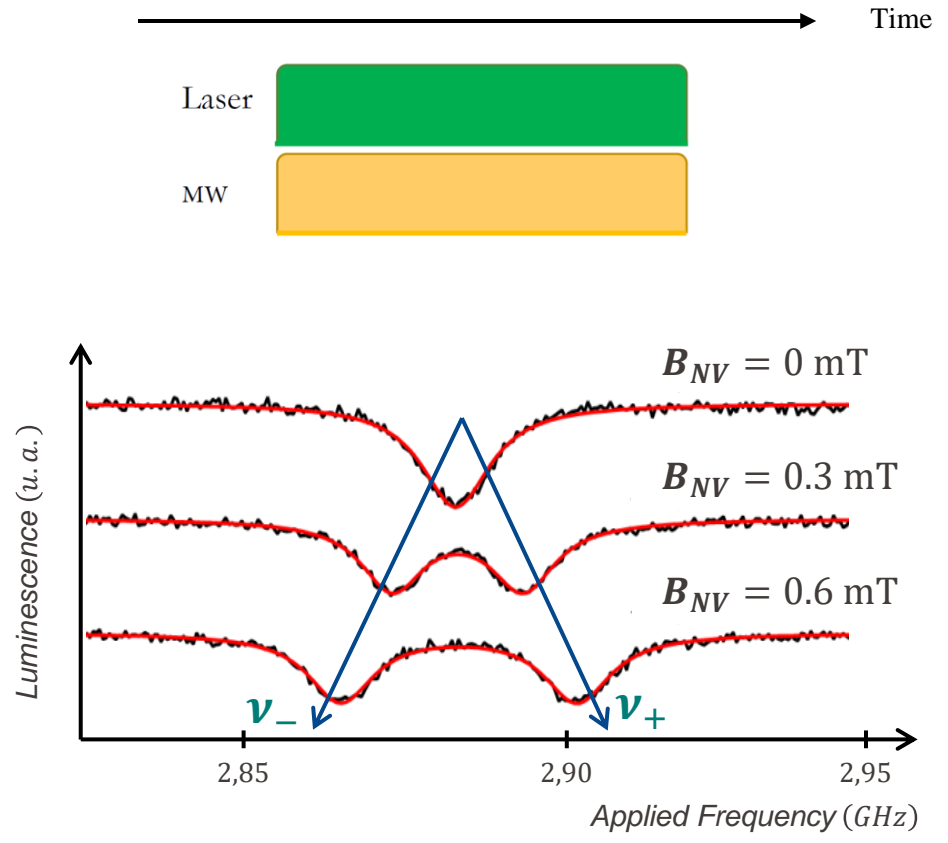 Time
Laser
MW
B_NV = 0 mT
B_NV = 0.3 mT
B_NV = 0.6 mT
Luminescence (u. a.)
ν₋
ν₊
2,85
2,90
2,95
Applied Frequency (GHz)